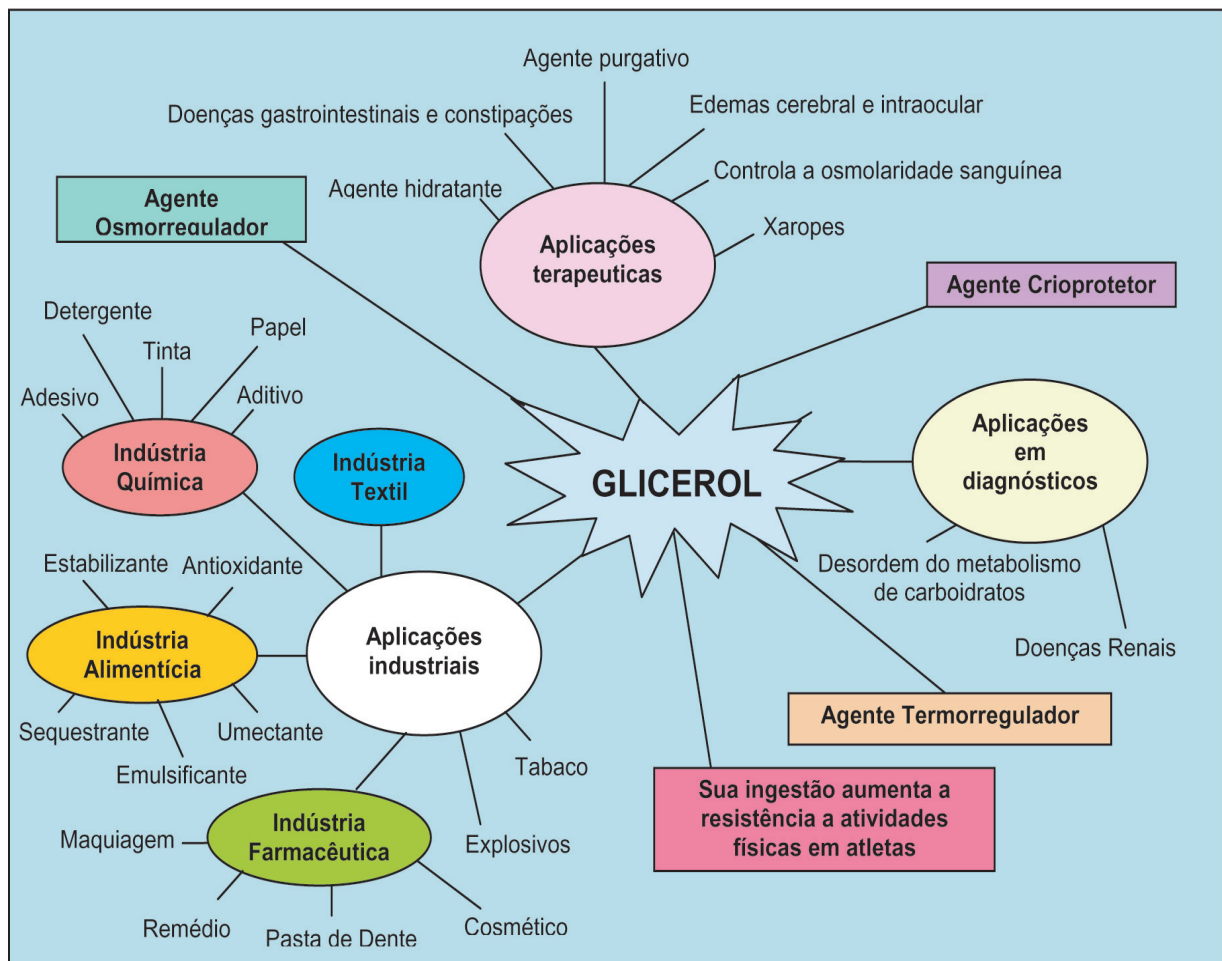 Agente purgativo
Doenças gastrointestinais e constipações
Edemas cerebral e intraocular
Agente hidratante
Controla a osmolaridade sanguínea
Xaropes
Aplicações
terapeuticas
Agente
Osmorregulador
Agente Crioprotetor
Detergente
Tinta
Papel
Adesivo
Aditivo
Indústria
Química
Indústria
Textil
GLICEROL
Aplicações
em
diagnósticos
Desordem do metabolismo
de carboidratos
Doenças Renais
Estabilizante
Antioxidante
Indústria
Alimentícia
Sequestrante
Umectante
Emulsificante
Aplicações
industriais
Tabaco
Explosivos
Agente Termorregulador
Sua ingestão aumenta a
resistência a atividades
físicas em atletas
Indústria
Farmacêutica
Maquiagem
Remédio
Pasta de Dente
Cosmético